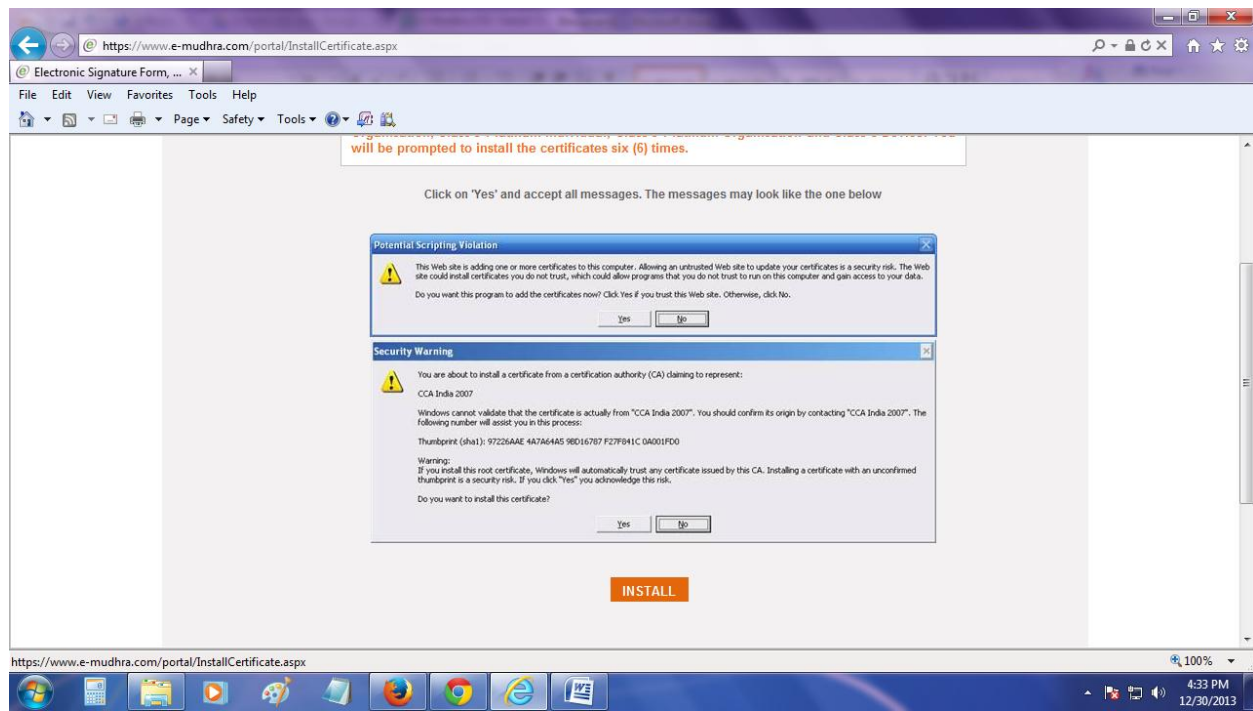 https://www.e-mudhra.com/portal/InstallCertificate.aspx
Electronic Signature Form, ...
File Edit View Favorites Tools Help
Page Safety Tools
will be prompted to install the certificates six (6) times.
Click on 'Yes' and accept all messages. The messages may look like the one below
Potential Scripting Violation
This Web site is adding one or more certificates to this computer. Allowing an untrusted Web site to update your certificates is a security risk. The Web
site could install certificates you do not trust, which could allow programs that you do not trust to run on this computer and gain access to your data.
Do you want this program to add the certificates now? Click Yes if you trust this Web site. Otherwise, click No.
Yes No
Security Warning
You are about to install a certificate from a certification authority (CA) claiming to represent:
CCA India 2007
Windows cannot validate that the certificate is actually from "CCA India 2007". You should confirm its origin by contacting "CCA India 2007". The
following number will assist you in this process:
Thumbprint (sha1): 97226AAE 4A7A64A5 9BD16787 F27F841C 0A001FD0
Warning:
If you install this root certificate, Windows will automatically trust any certificate issued by this CA. Installing a certificate with an unconfirmed
thumbprint is a security risk. If you click "Yes" you acknowledge this risk.
Do you want to install this certificate?
Yes No
INSTALL
https://www.e-mudhra.com/portal/InstallCertificate.aspx
100%
4:33 PM
12/30/2013